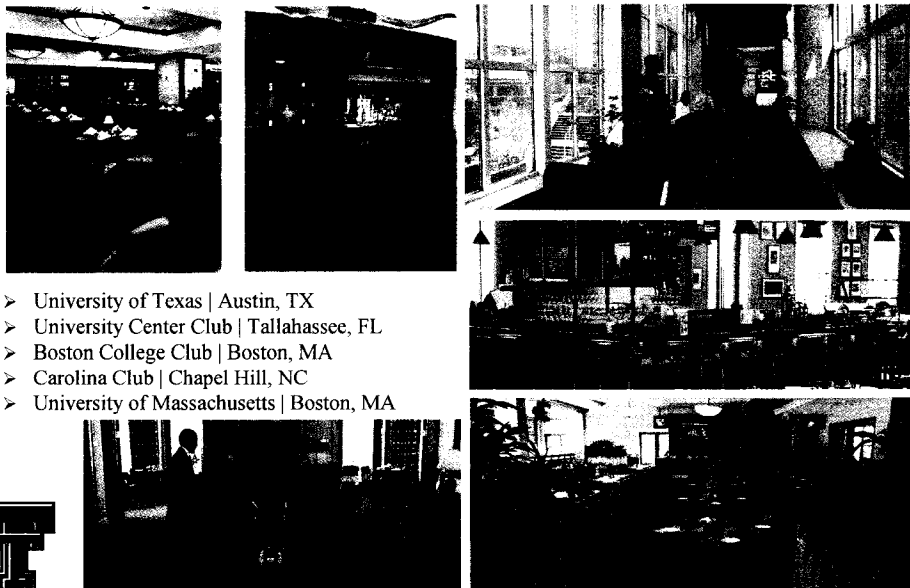 ➢ University of Texas | Austin, TX
➢ University Center Club | Tallahassee, FL
➢ Boston College Club | Boston, MA
➢ Carolina Club | Chapel Hill, NC
➢ University of Massachusetts | Boston, MA